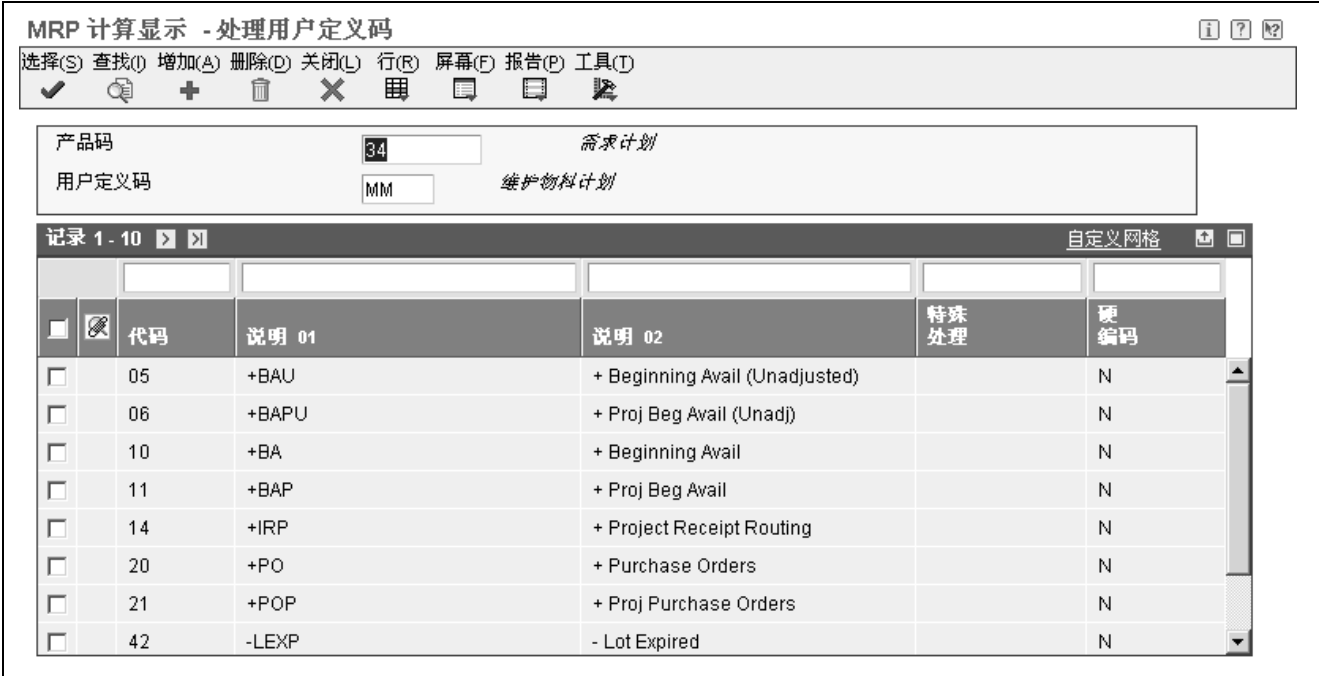 MRP 计算显示 - 处理用户定义码
选择(S) 查找(I) 增加(A) 删除(D) 关闭(L) 行(R) 屏幕(F) 报告(P) 工具(T)
产品码 34 需求计划
用户定义码 MM 维护物料计划
记录 1 - 10 自定义网格
代码 说明 01 说明 02 特殊处理 硬编码
05 +BAU + Beginning Avail (Unadjusted) N
06 +BAPU + Proj Beg Avail (Unadj) N
10 +BA + Beginning Avail N
11 +BAP + Proj Beg Avail N
14 +IRP + Project Receipt Routing N
20 +PO + Purchase Orders N
21 +POP + Proj Purchase Orders N
42 -LEXP - Lot Expired N